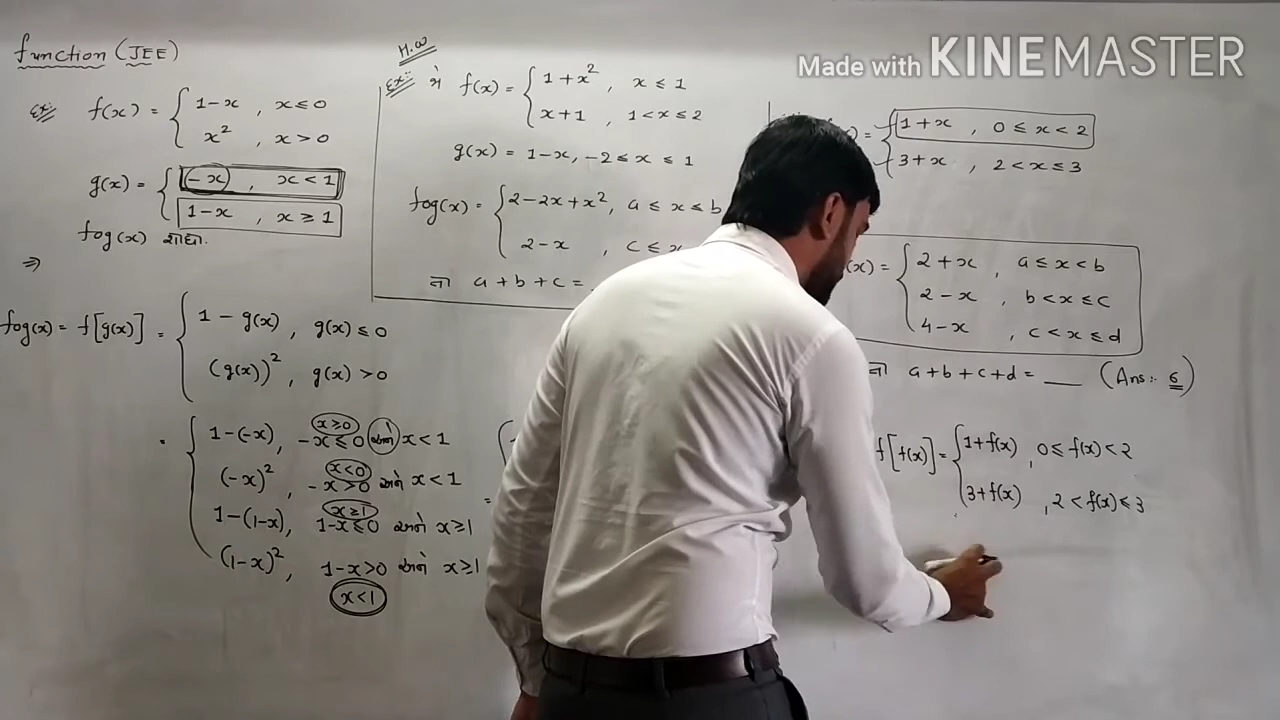 Made with KINEMASTER
function (JEE)
Ex:- f(x) = { 1-x , x ≤ 0
x² , x > 0
g(x) = { (-x) , x < 1
1-x , x ≥ 1
fog(x) શોધો.
⇒
fog(x) = f[g(x)] = { 1 - g(x) , g(x) ≤ 0
(g(x))² , g(x) > 0
= { 1-(-x) , -x ≤ 0 અને x < 1
x ≥ 0
(-x)² , -x > 0 અને x < 1
x < 0
1-(1-x) , 1-x ≤ 0 અને x ≥ 1
x ≥ 1
(1-x)² , 1-x > 0 અને x ≥ 1
x < 1
=
H.W
Ex:- જો f(x) = { 1+x² , x ≤ 1
x+1 , 1 < x ≤ 2
g(x) = 1-x, -2 ≤ x ≤ 1
fog(x) = { 2-2x+x² , a ≤ x ≤ b
2-x , c ≤ x
તો a+b+c =
(x) = { 1+x , 0 ≤ x < 2
3+x , 2 < x ≤ 3
(x) = { 2+x , a ≤ x < b
2-x , b < x ≤ c
4-x , c < x ≤ d
તો a+b+c+d = ___ (Ans:- 6)
f[f(x)] = { 1+f(x) , 0 ≤ f(x) < 2
3+f(x) , 2 < f(x) ≤ 3